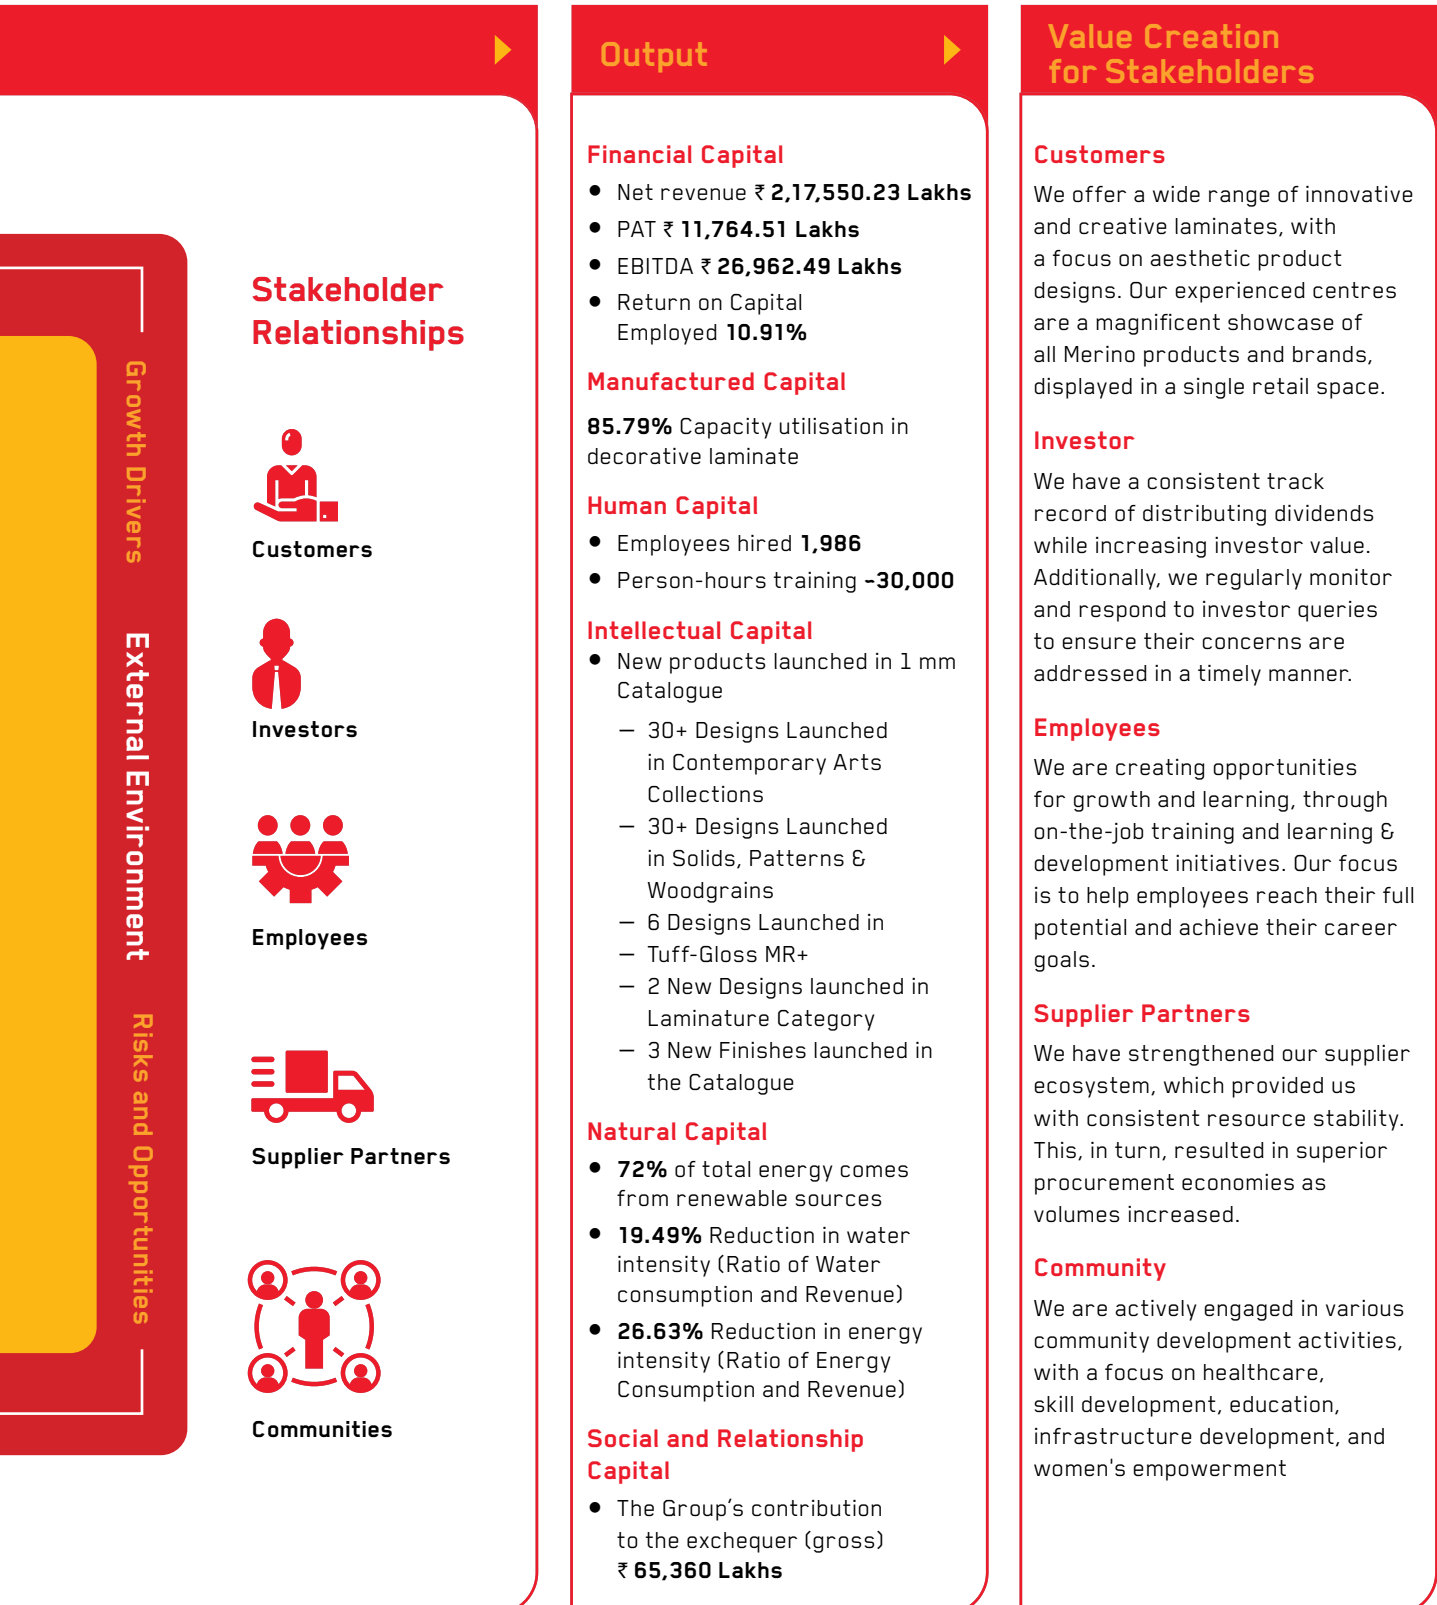 Growth Drivers
External Environment
Risks and Opportunities
Stakeholder
Relationships
Customers
Investors
Employees
Supplier Partners
Communities
Output
Financial Capital
• Net revenue ₹ 2,17,550.23 Lakhs
• PAT ₹ 11,764.51 Lakhs
• EBITDA ₹ 26,962.49 Lakhs
• Return on Capital
Employed 10.91%
Manufactured Capital
85.79% Capacity utilisation in
decorative laminate
Human Capital
• Employees hired 1,986
• Person-hours training ~30,000
Intellectual Capital
• New products launched in 1 mm
Catalogue
— 30+ Designs Launched
in Contemporary Arts
Collections
— 30+ Designs Launched
in Solids, Patterns &
Woodgrains
— 6 Designs Launched in
— Tuff-Gloss MR+
— 2 New Designs launched in
Laminature Category
— 3 New Finishes launched in
the Catalogue
Natural Capital
• 72% of total energy comes
from renewable sources
• 19.49% Reduction in water
intensity (Ratio of Water
consumption and Revenue)
• 26.63% Reduction in energy
intensity (Ratio of Energy
Consumption and Revenue)
Social and Relationship
Capital
• The Group’s contribution
to the exchequer (gross)
₹ 65,360 Lakhs
Value Creation
for Stakeholders
Customers
We offer a wide range of innovative
and creative laminates, with
a focus on aesthetic product
designs. Our experienced centres
are a magnificent showcase of
all Merino products and brands,
displayed in a single retail space.
Investor
We have a consistent track
record of distributing dividends
while increasing investor value.
Additionally, we regularly monitor
and respond to investor queries
to ensure their concerns are
addressed in a timely manner.
Employees
We are creating opportunities
for growth and learning, through
on-the-job training and learning &
development initiatives. Our focus
is to help employees reach their full
potential and achieve their career
goals.
Supplier Partners
We have strengthened our supplier
ecosystem, which provided us
with consistent resource stability.
This, in turn, resulted in superior
procurement economies as
volumes increased.
Community
We are actively engaged in various
community development activities,
with a focus on healthcare,
skill development, education,
infrastructure development, and
women's empowerment